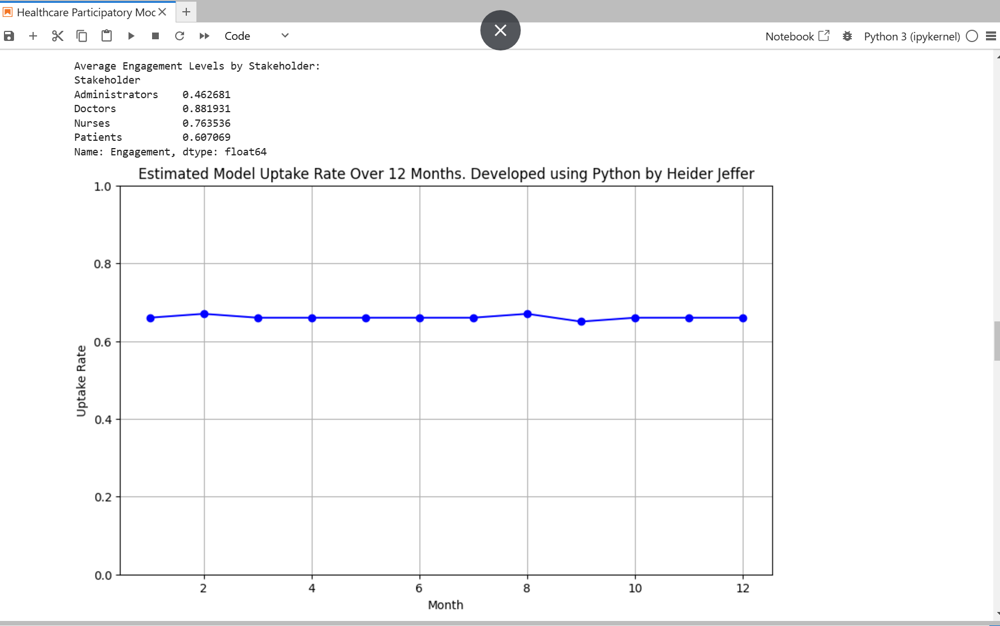 Healthcare Participatory Moc
Code
Notebook
Python 3 (ipykernel)
Average Engagement Levels by Stakeholder:
Stakeholder
Administrators    0.462681
Doctors           0.881931
Nurses            0.763536
Patients          0.607069
Name: Engagement, dtype: float64
Estimated Model Uptake Rate Over 12 Months. Developed using Python by Heider Jeffer
1.0
0.8
0.6
0.4
0.2
0.0
Uptake Rate
2 4 6 8 10 12
Month